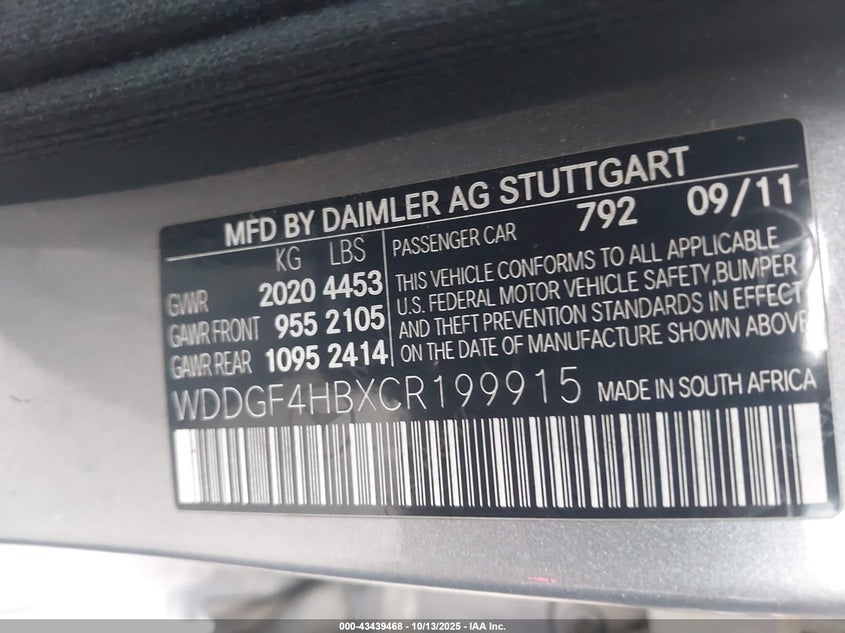 MFD BY DAIMLER AG STUTTGART
792 09/11
KG LBS
GVWR 2020 4453
GAWR FRONT 955 2105
GAWR REAR 1095 2414
PASSENGER CAR
THIS VEHICLE CONFORMS TO ALL APPLICABLE
U.S. FEDERAL MOTOR VEHICLE SAFETY,BUMPER
AND THEFT PREVENTION STANDARDS IN EFFECT
ON THE DATE OF MANUFACTURE SHOWN ABOVE
WDDGF4HBXCR199915 MADE IN SOUTH AFRICA
000-43439468 - 10/13/2025 - IAA Inc.